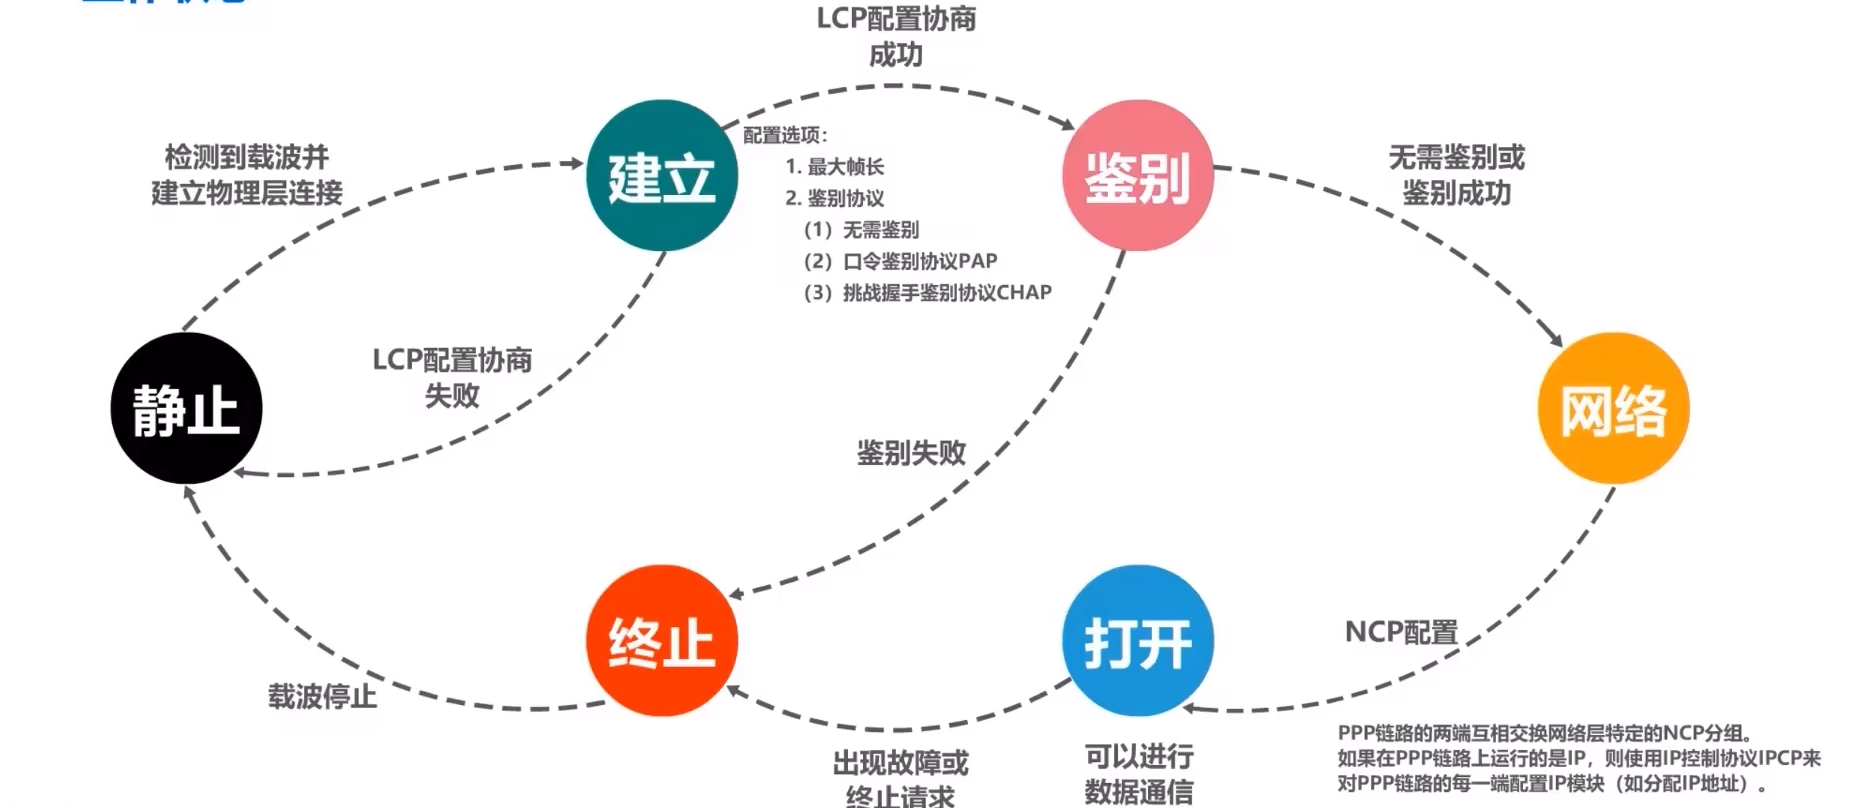 LCP配置协商
成功
检测到载波并
建立物理层连接
建立
配置选项：
1. 最大帧长
2. 鉴别协议
（1）无需鉴别
（2）口令鉴别协议PAP
（3）挑战握手鉴别协议CHAP
鉴别
无需鉴别或
鉴别成功
静止
LCP配置协商
失败
鉴别失败
网络
终止
打开
NCP配置
载波停止
出现故障或
终止请求
可以进行
数据通信
PPP链路的两端互相交换网络层特定的NCP分组。
如果在PPP链路上运行的是IP，则使用IP控制协议IPCP来
对PPP链路的每一端配置IP模块（如分配IP地址）。